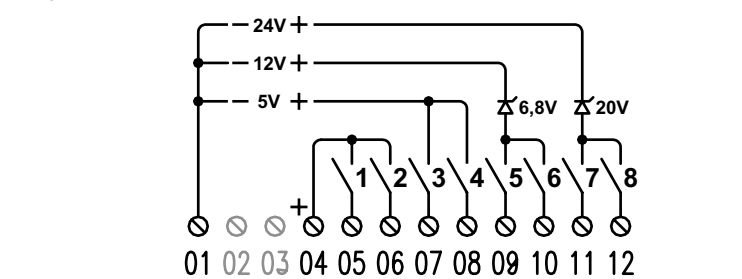 — 24V +
— 12V +
— 5V +
6,8V 20V
1 2 3 4 5 6 7 8
+
01 02 03 04 05 06 07 08 09 10 11 12